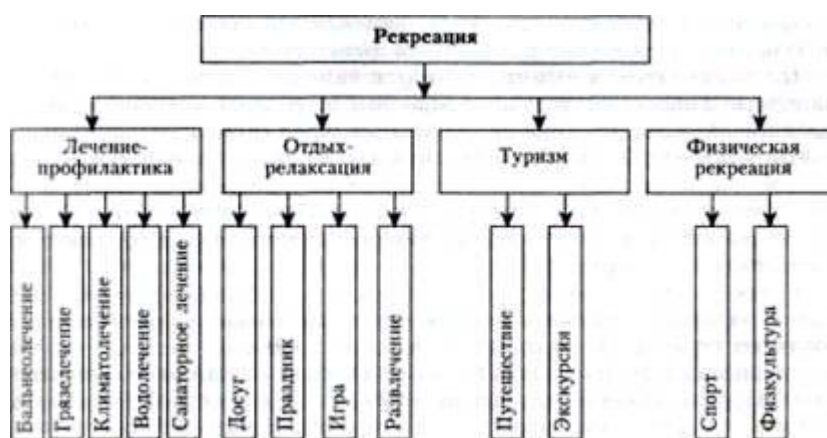 Рекреация
Лечение-
профилактика
Отдых-
релаксация
Туризм
Физическая
рекреация
Бальнеолечение
Грязелечение
Климатолечение
Водолечение
Санаторное лечение
Досуг
Праздник
Игра
Развлечение
Путешествие
Экскурсия
Спорт
Физкультура